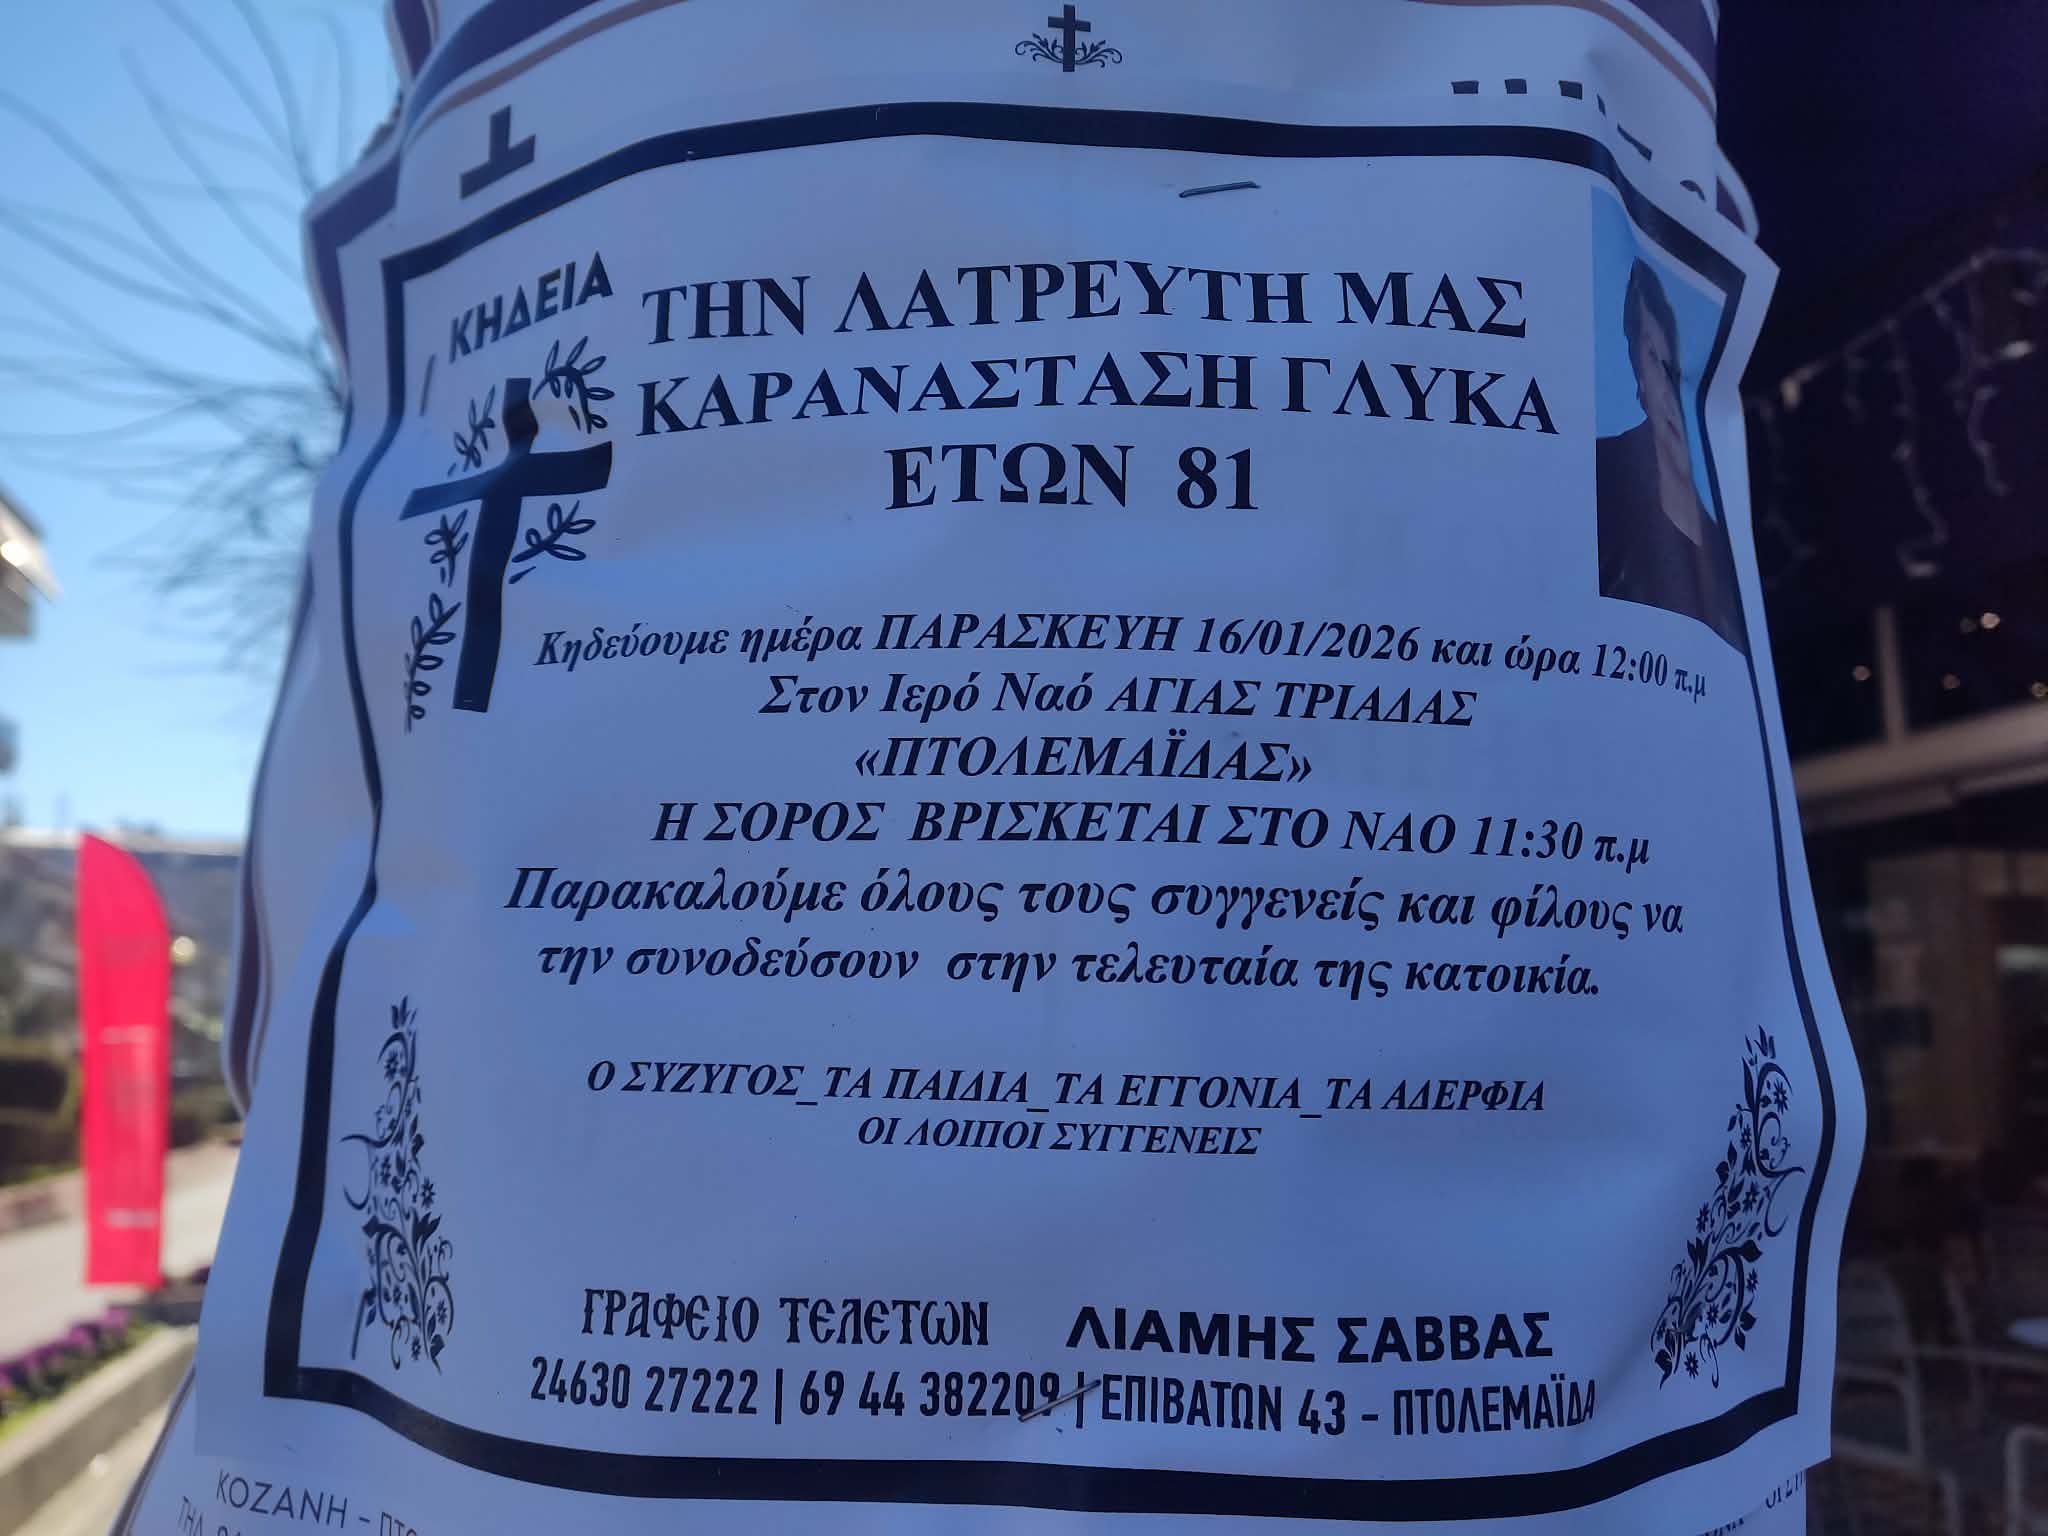 ΚΗΔΕΙΑ
ΤΗΝ ΛΑΤΡΕΥΤΗ ΜΑΣ
ΚΑΡΑΝΑΣΤΑΣΗ ΓΛΥΚΑ
ΕΤΩΝ 81
Κηδεύουμε ημέρα ΠΑΡΑΣΚΕΥΗ 16/01/2026 και ώρα 12:00 π.μ
Στον Ιερό Ναό ΑΓΙΑΣ ΤΡΙΑΔΑΣ
«ΠΤΟΛΕΜΑΪΔΑΣ»
Η ΣΟΡΟΣ ΒΡΙΣΚΕΤΑΙ ΣΤΟ ΝΑΟ 11:30 π.μ
Παρακαλούμε όλους τους συγγενείς και φίλους να
την συνοδεύσουν στην τελευταία της κατοικία.
Ο ΣΥΖΥΓΟΣ_ΤΑ ΠΑΙΔΙΑ_ΤΑ ΕΓΓΟΝΙΑ_ΤΑ ΑΔΕΡΦΙΑ
ΟΙ ΛΟΙΠΟΙ ΣΥΓΓΕΝΕΙΣ
ΓΡΑΦΕΙΟ ΤΕΛΕΤΩΝ ΛΙΑΜΗΣ ΣΑΒΒΑΣ
24630 27222 | 69 44 382209 | ΕΠΙΒΑΤΩΝ 43 - ΠΤΟΛΕΜΑΪΔΑ
ΚΟΖΑΝΗ -